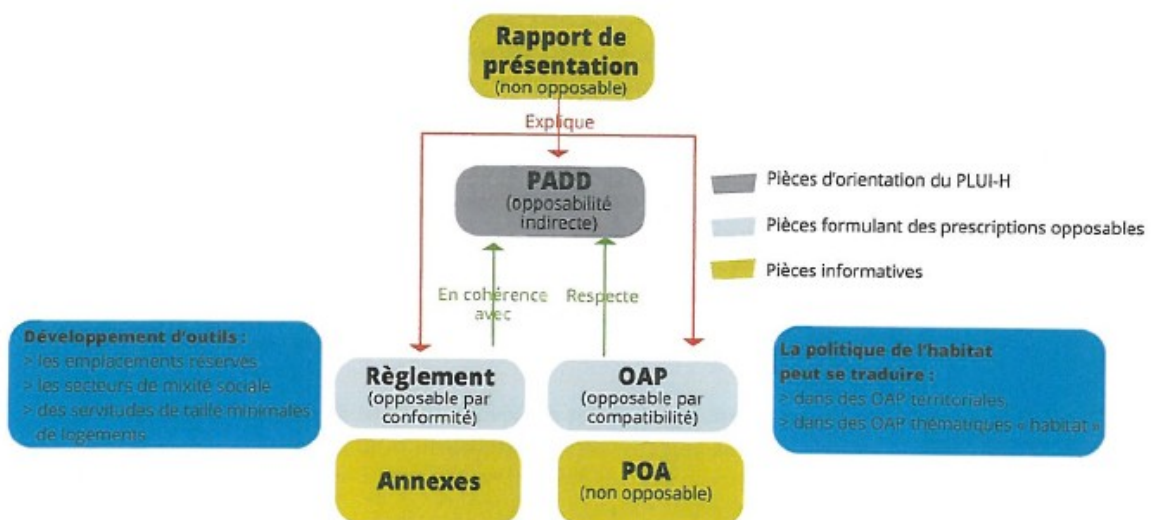 Rapport de
présentation
(non opposable)
Explique
PADD
(opposabilité
indirecte)
Pièces d'orientation du PLUI-H
Pièces formulant des prescriptions opposables
Pièces informatives
En cohérence
avec
Respecte
Développement d'outils :
> les emplacements réservés
> les secteurs de mixité sociale
> des servitudes de taille minimales
de logements
Règlement
(opposable par
conformité)
OAP
(opposable par
compatibilité)
La politique de l'habitat
peut se traduire :
> dans des OAP territoriales
> dans des OAP thématiques « habitat »
Annexes
POA
(non opposable)